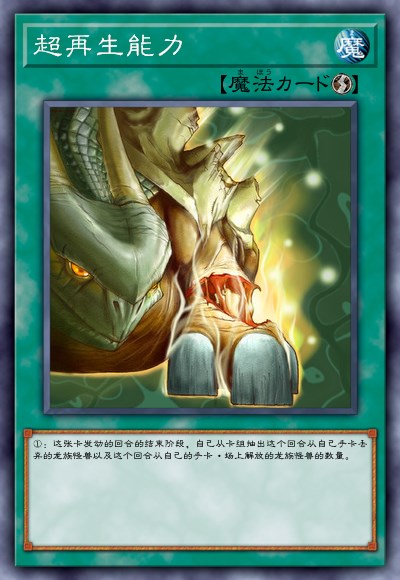 超再生能力
魔
【魔法カード】
まほう
①：这张卡发动的回合的结束阶段，自己从卡组抽出这个回合从自己手卡丢
弃的龙族怪兽以及这个回合从自己的手卡·场上解放的龙族怪兽的数量。